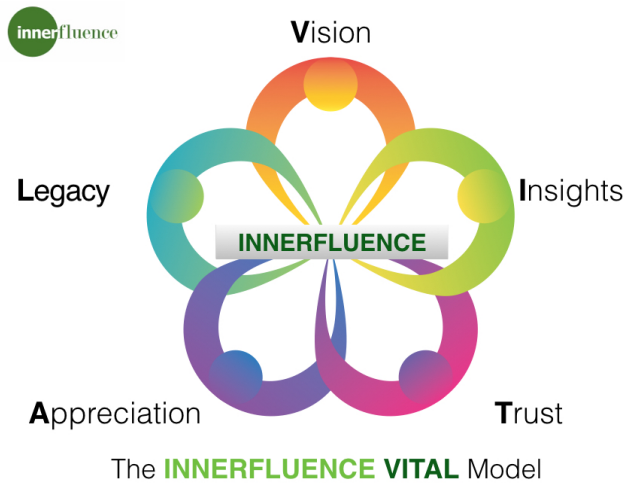 innerfluence
Vision
Legacy
Insights
INNERFLUENCE
Appreciation
Trust
The INNERFLUENCE VITAL Model